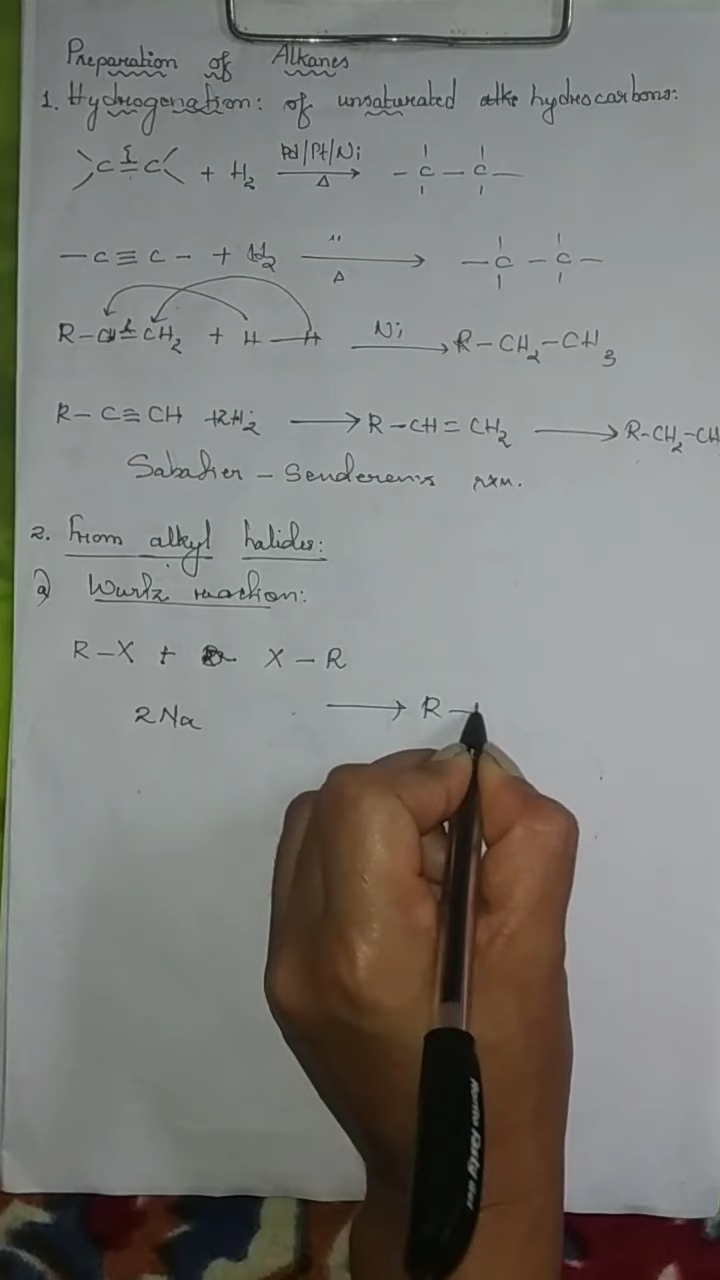 Preparation of Alkanes
1. Hydrogenation: of unsaturated hydrocarbons:
C=C + H2 Pd/Pt/Ni Δ → - C - C -
- C ≡ C - + H2 " Δ → - C - C -
R-CH=CH2 + H-H Ni → R-CH2-CH3
R-C≡CH +2H2 → R-CH=CH2 → R-CH2-CH
Sabatier - Senderens rxn.
2. From alkyl halides:
a) Wurtz reaction:
R-X + X-R
2Na → R-